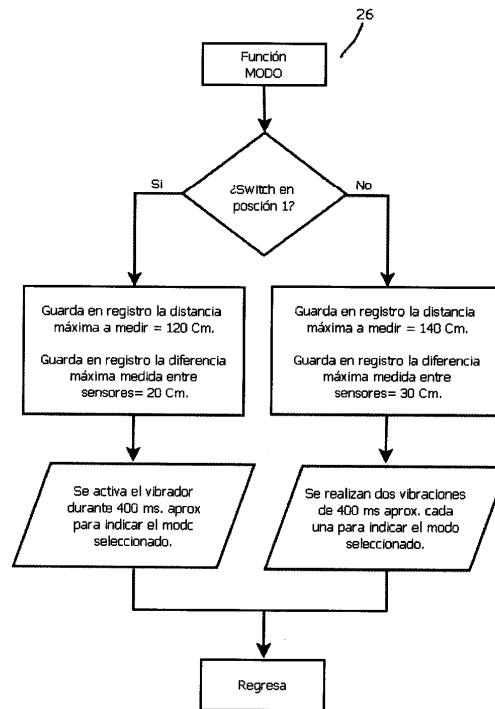 26
Función
MODO
¿Switch en
posción 1?
Si
No
Guarda en registro la distancia
máxima a medir = 120 Cm.
Guarda en registro la diferencia
máxima medida entre
sensores= 20 Cm.
Guarda en registro la distancia
máxima a medir = 140 Cm.
Guarda en registro la diferencia
máxima medida entre
sensores= 30 Cm.
Se activa el vibrador
durante 400 ms. aprox
para indicar el modo
seleccionado.
Se realizan dos vibraciones
de 400 ms aprox. cada
una para indicar el modo
seleccionado.
Regresa